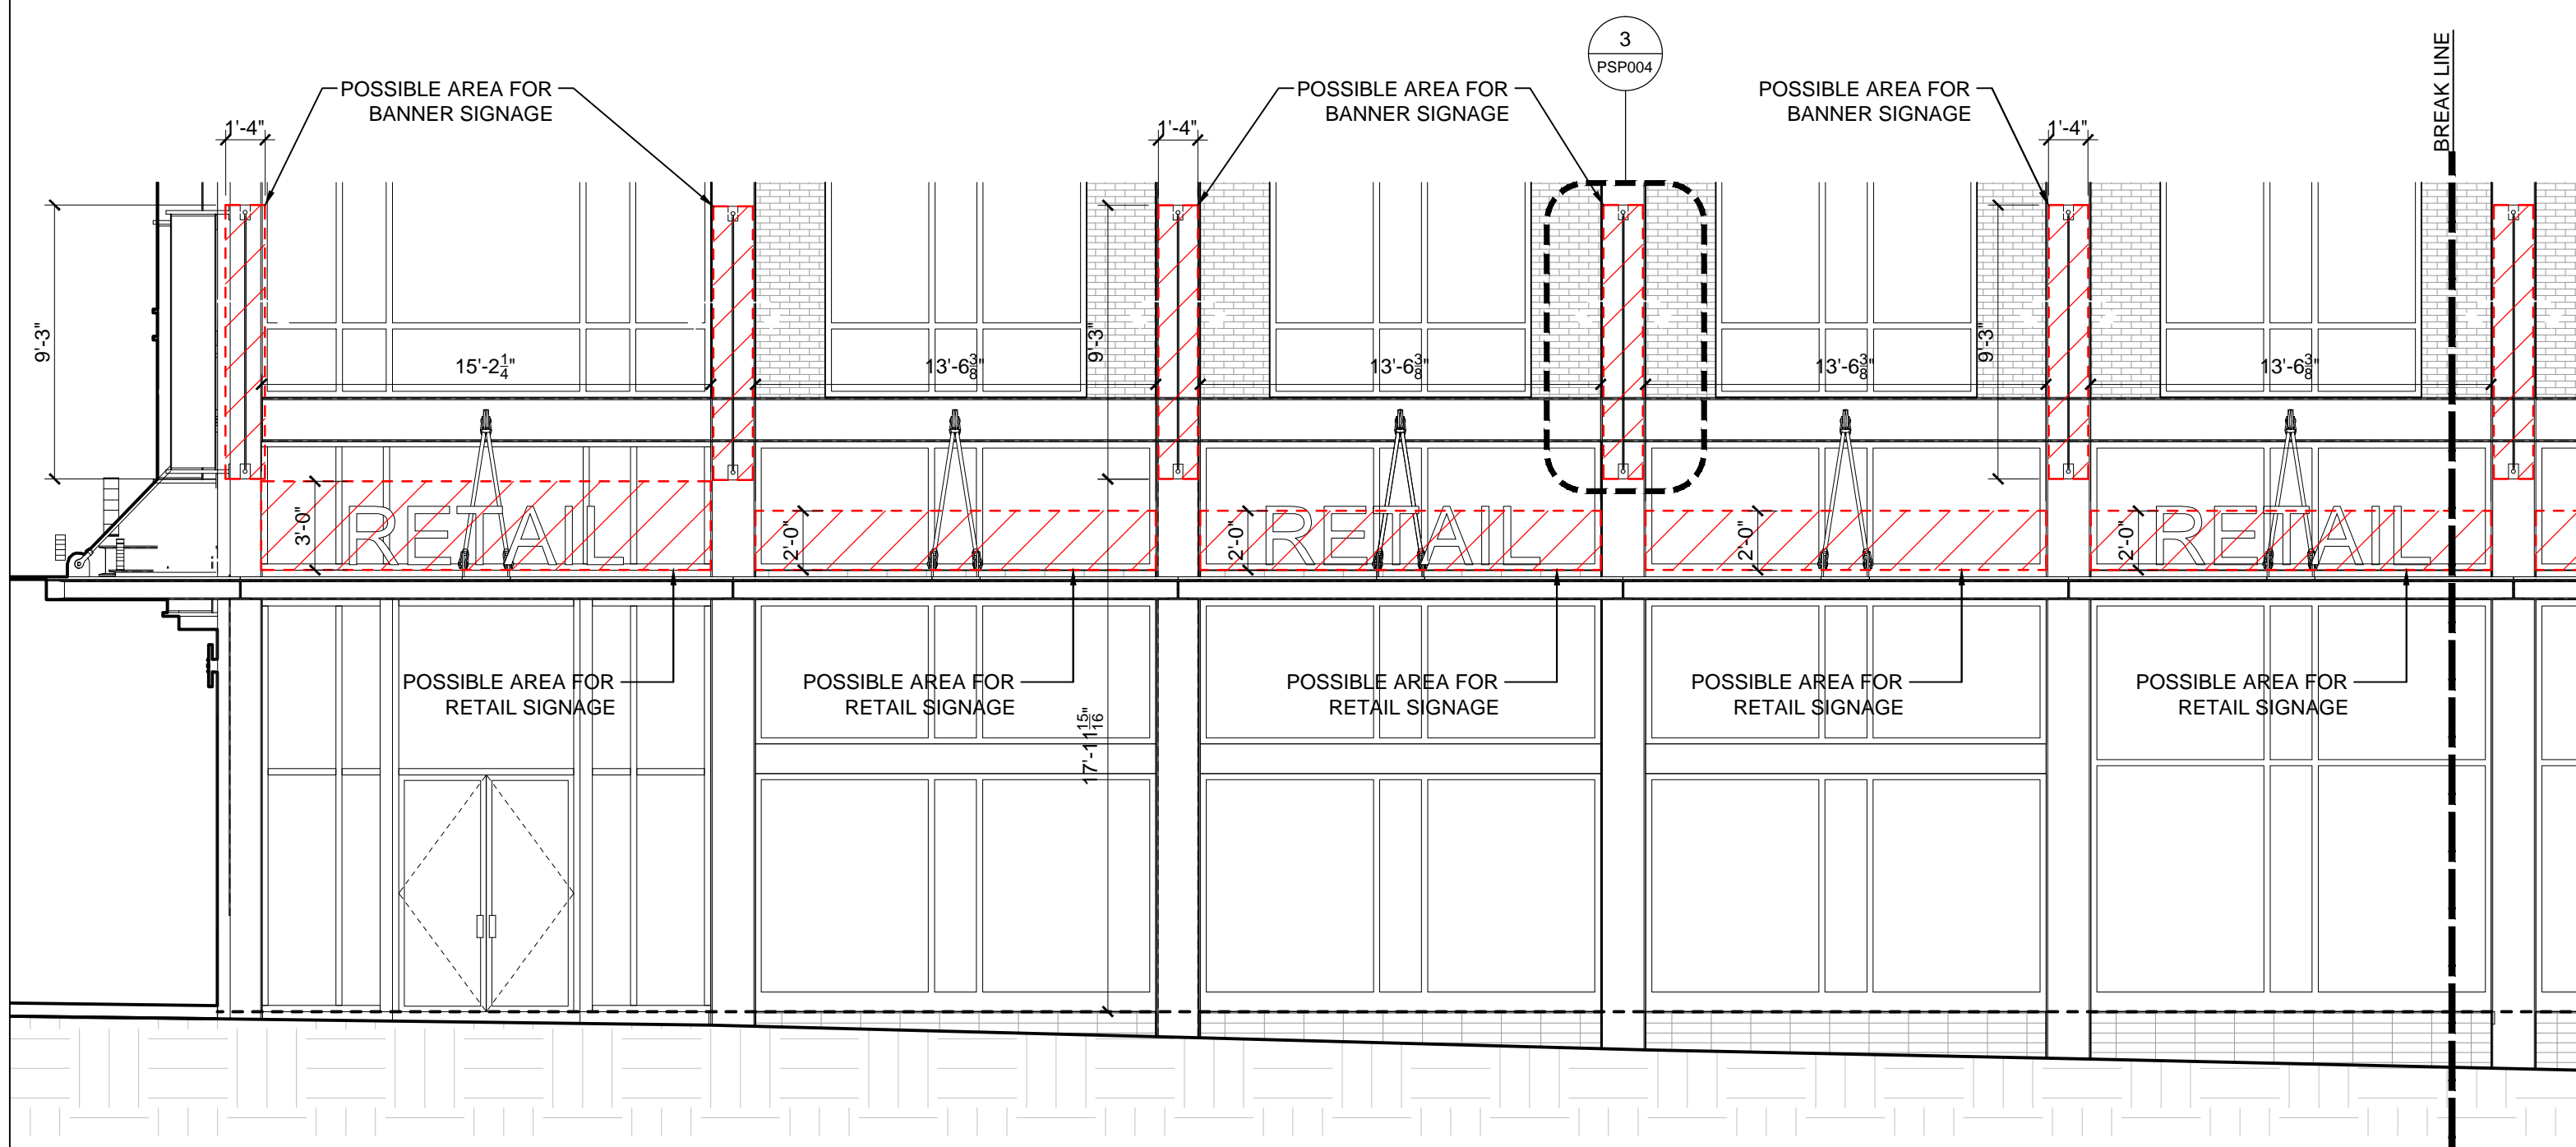 3
PSP004
BREAK LINE
POSSIBLE AREA FOR
BANNER SIGNAGE
POSSIBLE AREA FOR
BANNER SIGNAGE
POSSIBLE AREA FOR
BANNER SIGNAGE
1'-4"
1'-4"
1'-4"
9'-3"
9'-3"
9'-3"
15'-2 1/4"
13'-6 3/8"
13'-6 3/8"
13'-6 3/8"
13'-6 3/8"
3'-0"
RETAIL
2'-0"
2'-0"
RETAIL
2'-0"
2'-0"
RETAIL
POSSIBLE AREA FOR
RETAIL SIGNAGE
POSSIBLE AREA FOR
RETAIL SIGNAGE
POSSIBLE AREA FOR
RETAIL SIGNAGE
POSSIBLE AREA FOR
RETAIL SIGNAGE
POSSIBLE AREA FOR
RETAIL SIGNAGE
17'-11 15/16"